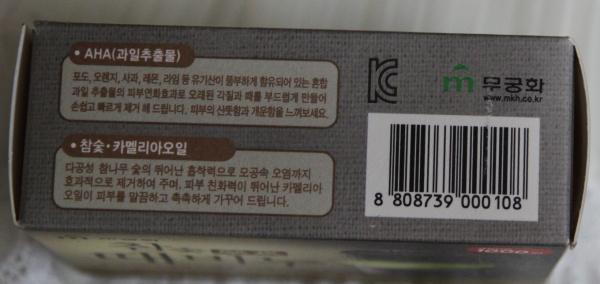 • AHA(과일추출물)
포도, 오렌지, 사과, 레몬, 라임 등 유기산이 풍부하게 함유되어 있는 혼합
과일 추출물의 피부연화효과로 오래된 각질과 때를 부드럽게 만들어
손쉽고 빠르게 제거 해 드립니다. 피부의 산뜻함과 개운함을 느껴보세요.
• 참숯·카멜리아오일
다공성 참나무 숯의 뛰어난 흡착력으로 모공속 오염까지
효과적으로 제거하여 주며, 피부 친화력이 뛰어난 카멜리아
오일이 피부를 말끔하고 촉촉하게 가꾸어 드립니다.
무궁화
www.mkh.co.kr
8 808739 000108